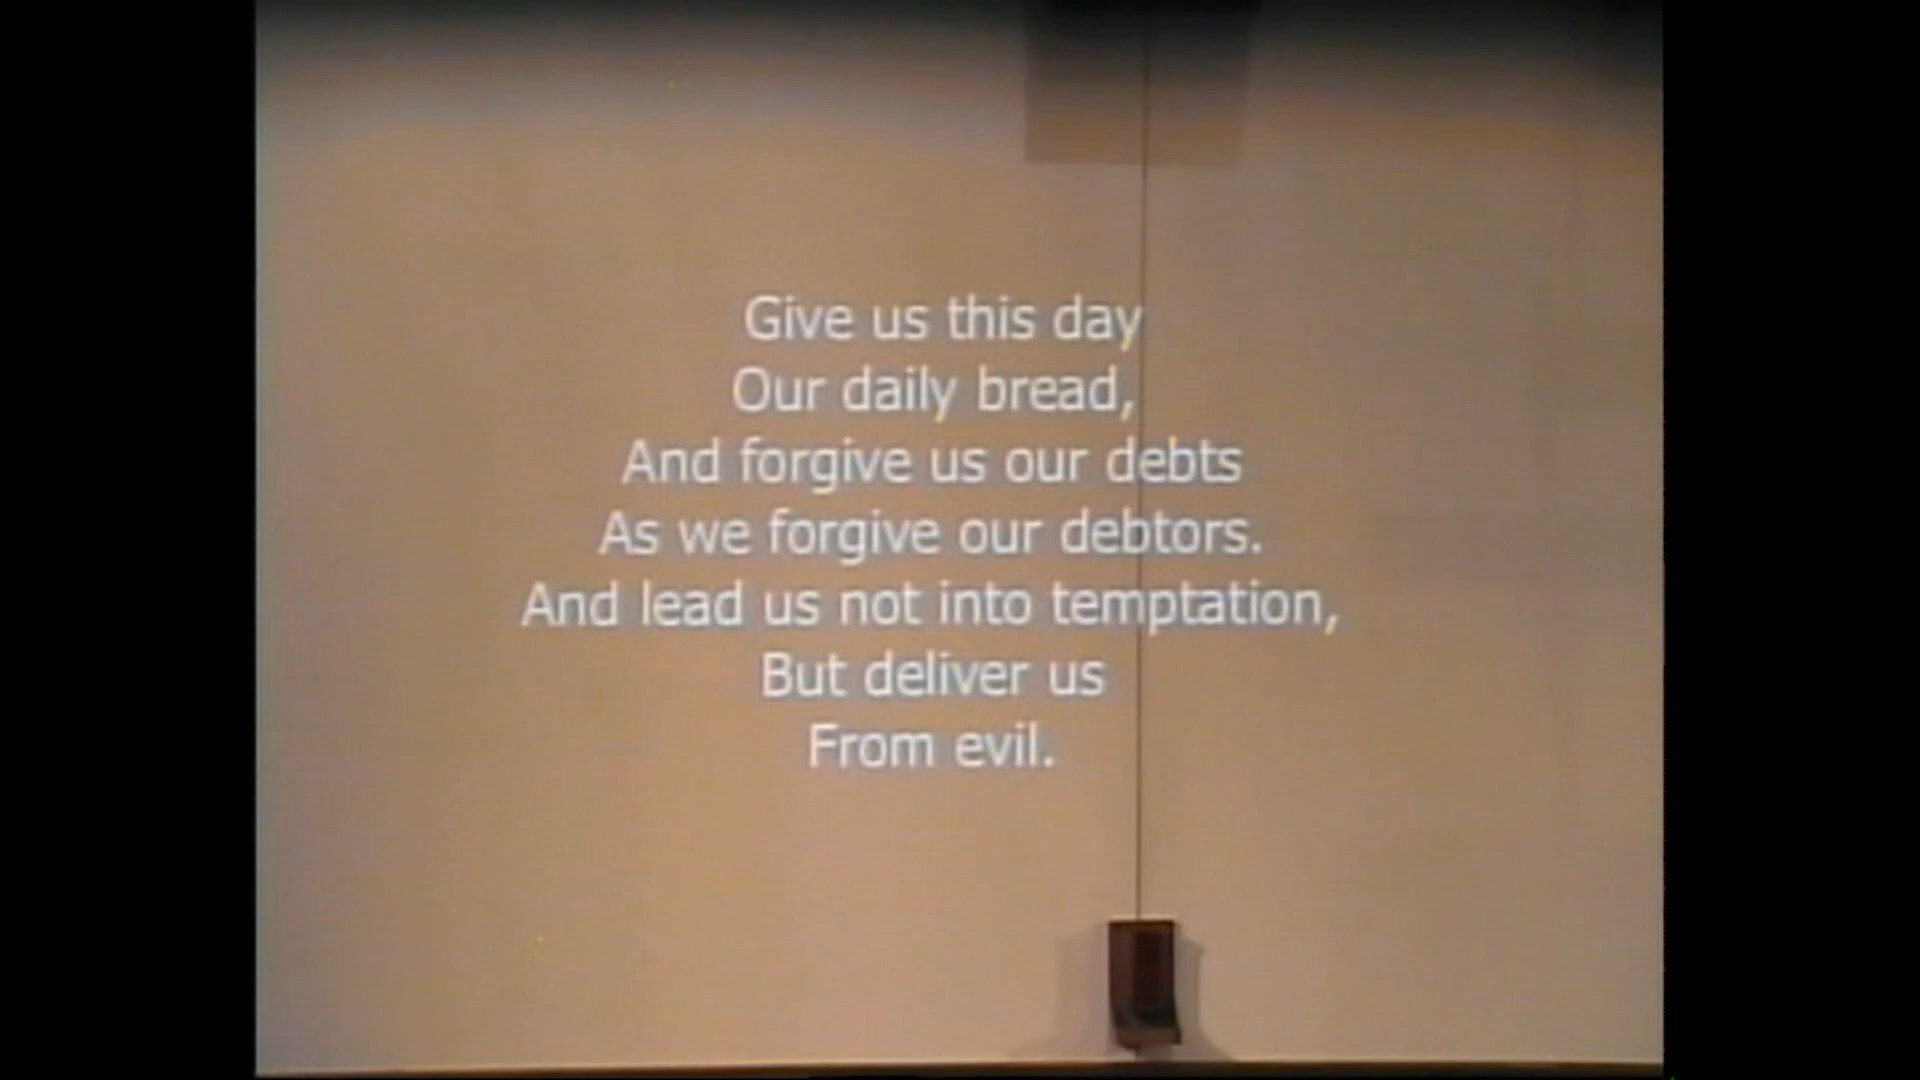 Give us this day
Our daily bread,
And forgive us our debts
As we forgive our debtors.
And lead us not into temptation,
But deliver us
From evil.